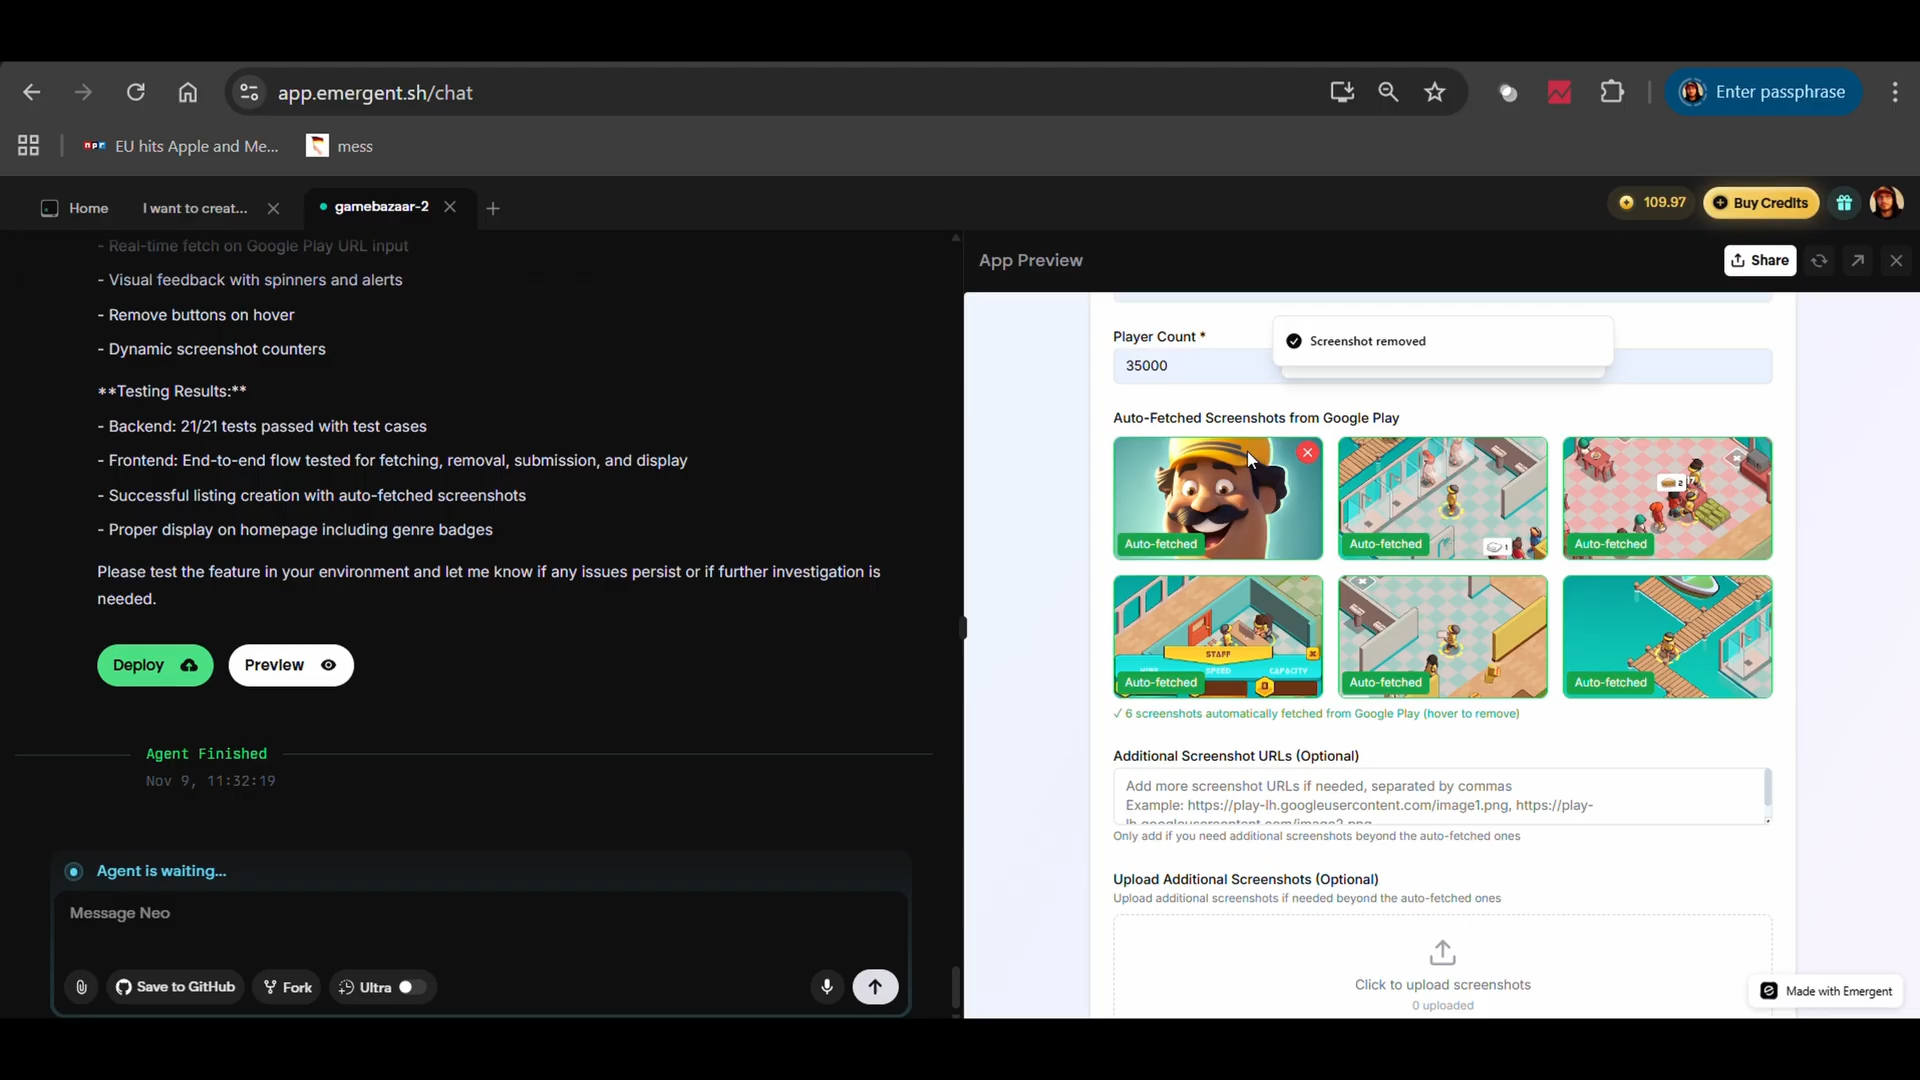 app.emergent.sh/chat
Enter passphrase
npr EU hits Apple and Me...
mess
Home
I want to creat...
gamebazaar-2
109.97
Buy Credits
- Real-time fetch on Google Play URL input
- Visual feedback with spinners and alerts
- Remove buttons on hover
- Dynamic screenshot counters
**Testing Results:**
- Backend: 21/21 tests passed with test cases
- Frontend: End-to-end flow tested for fetching, removal, submission, and display
- Successful listing creation with auto-fetched screenshots
- Proper display on homepage including genre badges
Please test the feature in your environment and let me know if any issues persist or if further investigation is
needed.
Deploy
Preview
Agent Finished
Nov 9, 11:32:19
Agent is waiting...
Message Neo
Save to GitHub
Fork
Ultra
App Preview
Share
Player Count *
Screenshot removed
35000
Auto-Fetched Screenshots from Google Play
Auto-fetched
Auto-fetched
1
Auto-fetched
2
STAFF
SPEED
CAPACITY
Auto-fetched
Auto-fetched
Auto-fetched
✓ 6 screenshots automatically fetched from Google Play (hover to remove)
Additional Screenshot URLs (Optional)
Add more screenshot URLs if needed, separated by commas
Example: https://play-lh.googleusercontent.com/image1.png, https://play-
lh.googleusercontent.com/image2.png
Only add if you need additional screenshots beyond the auto-fetched ones
Upload Additional Screenshots (Optional)
Upload additional screenshots if needed beyond the auto-fetched ones
Click to upload screenshots
0 uploaded
Made with Emergent